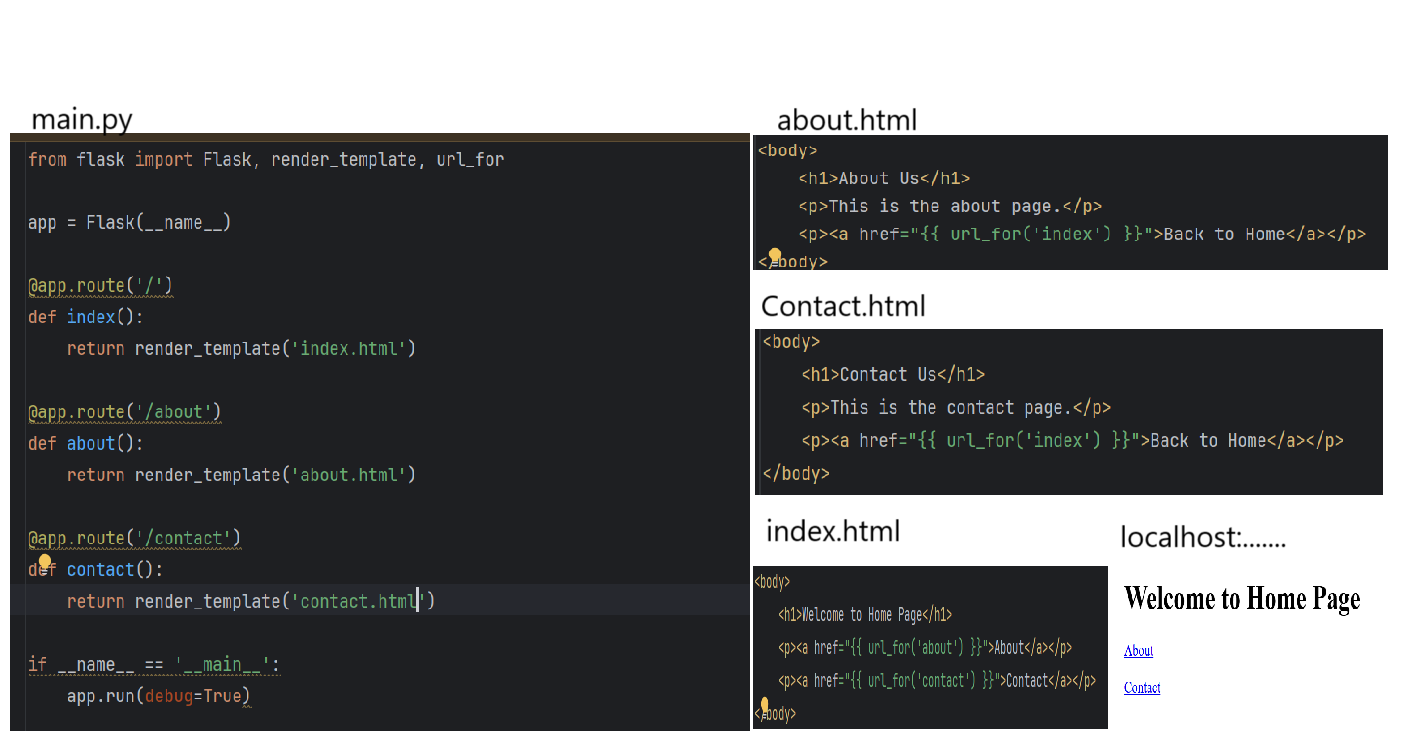 main.py
from flask import Flask, render_template, url_for
app = Flask(__name__)
@app.route('/')
def index():
    return render_template('index.html')
@app.route('/about')
def about():
    return render_template('about.html')
@app.route('/contact')
def contact():
    return render_template('contact.html')
if __name__ == '__main__':
    app.run(debug=True)
about.html
<body>
    <h1>About Us</h1>
    <p>This is the about page.</p>
    <p><a href="{{ url_for('index') }}">Back to Home</a></p>
</body>
Contact.html
<body>
    <h1>Contact Us</h1>
    <p>This is the contact page.</p>
    <p><a href="{{ url_for('index') }}">Back to Home</a></p>
</body>
index.html
<body>
    <h1>Welcome to Home Page</h1>
    <p><a href="{{ url_for('about') }}">About</a></p>
    <p><a href="{{ url_for('contact') }}">Contact</a></p>
</body>
localhost:.......
Welcome to Home Page
About
Contact